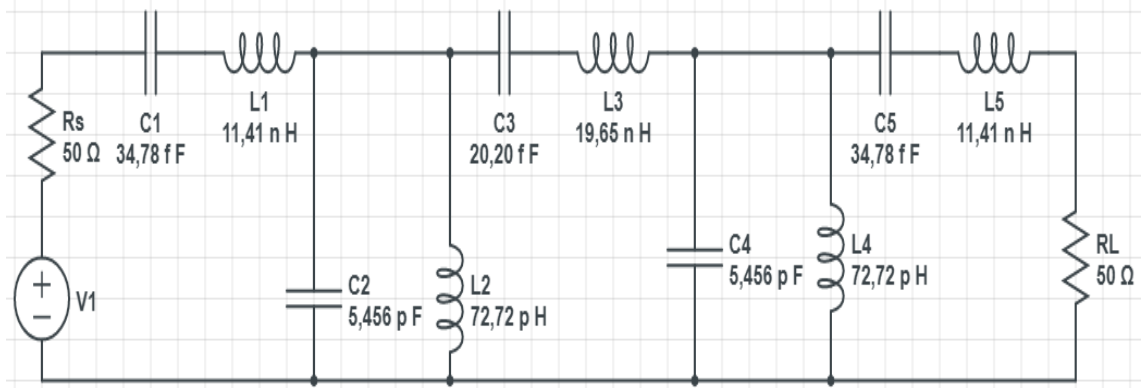 Rs
50 Ω
C1
34,78 f F
L1
11,41 n H
C3
20,20 f F
L3
19,65 n H
C5
34,78 f F
L5
11,41 n H
V1
C2
5,456 p F
L2
72,72 p H
C4
5,456 p F
L4
72,72 p H
RL
50 Ω